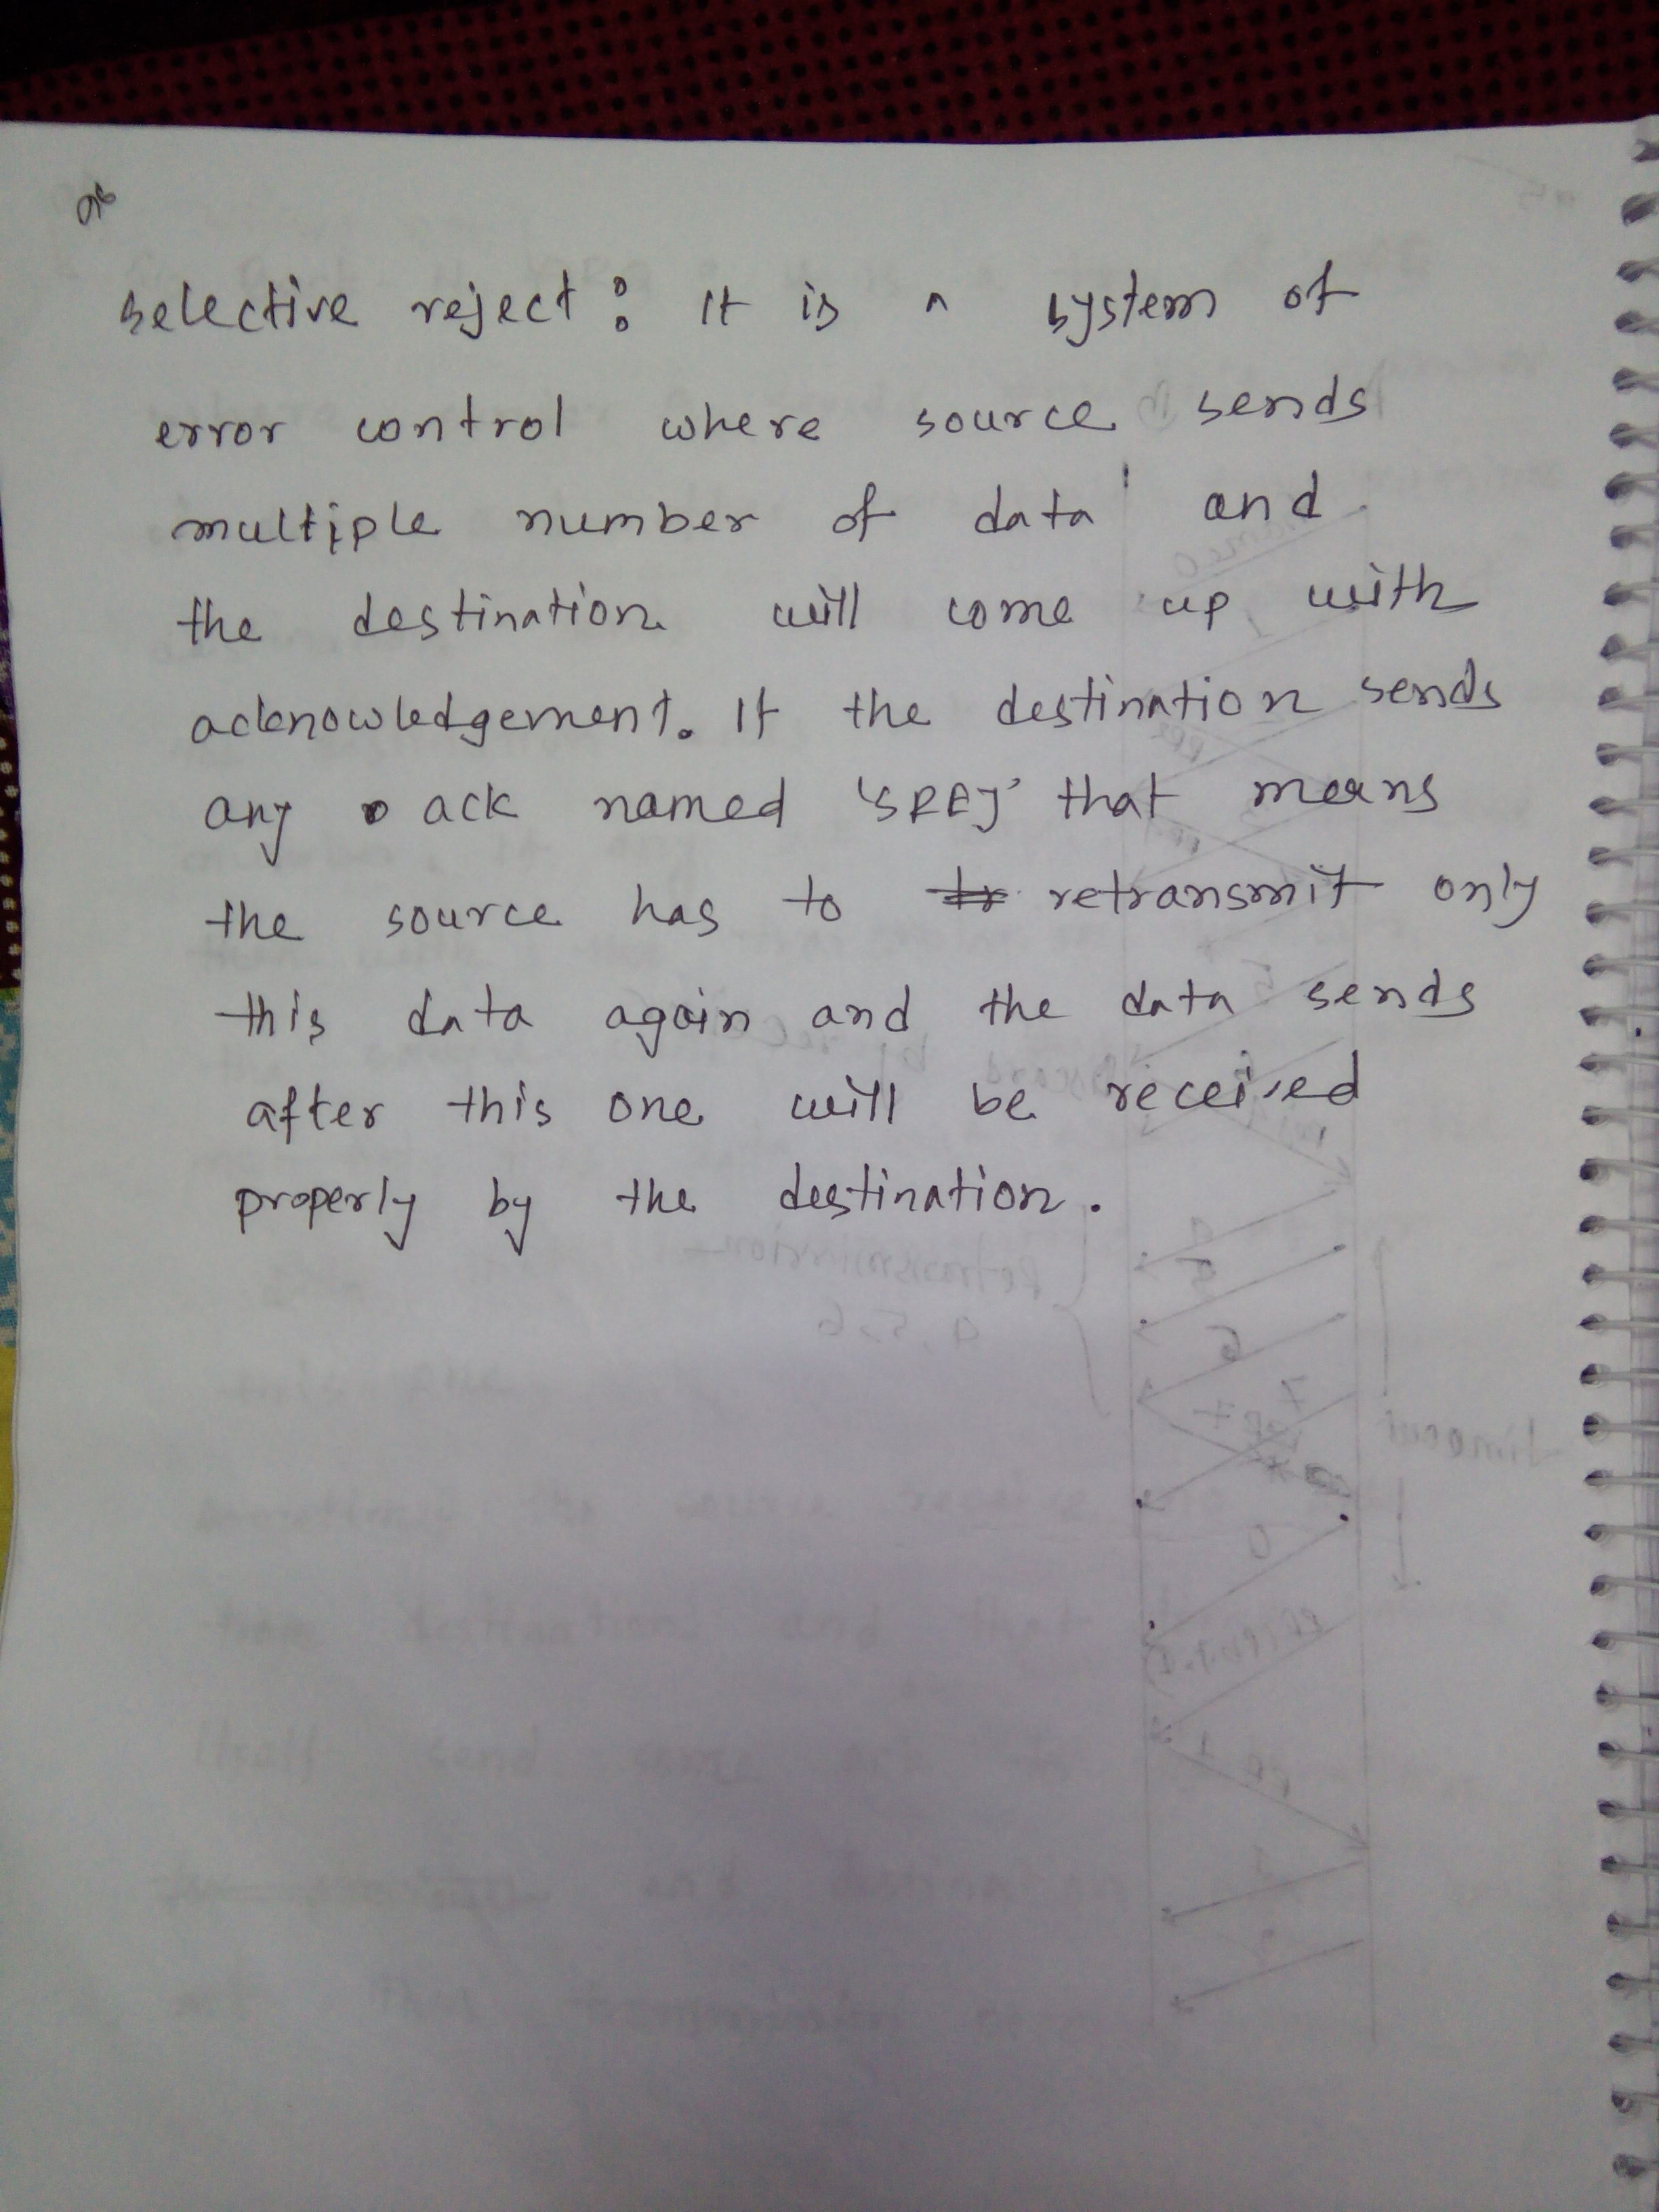 06
selective reject : It is a system of
error control where source sends
multiple number of data and
the destination will come up with
acknowledgement. If the destination sends
any ack named 'SREJ' that means
the source has to retransmit only
this data again and the data sends
after this one will be received
properly by the destination.